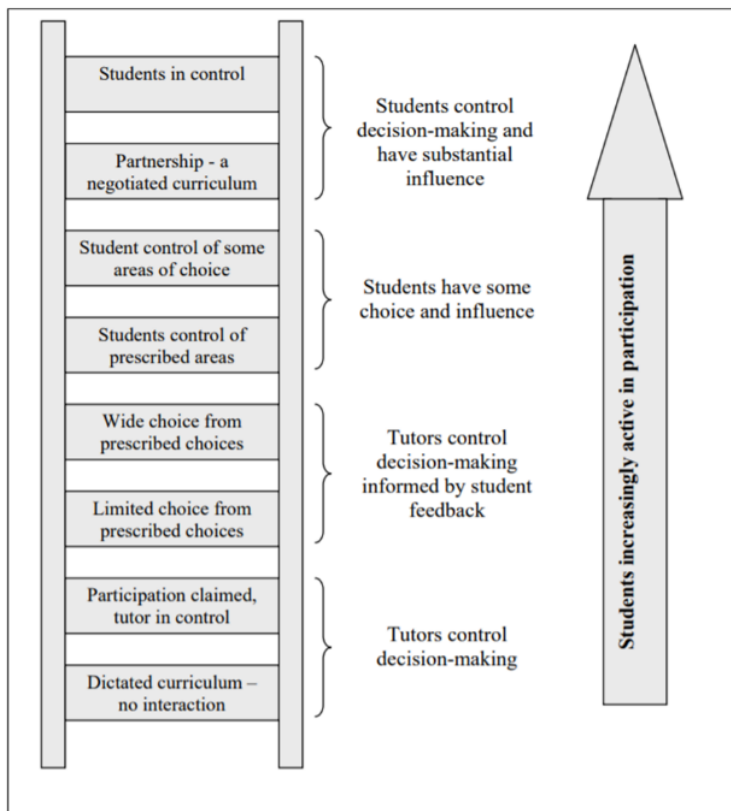 Students in control
Partnership - a
negotiated curriculum
Students control
decision-making and
have substantial
influence
Student control of some
areas of choice
Students control of
prescribed areas
Students have some
choice and influence
Wide choice from
prescribed choices
Limited choice from
prescribed choices
Tutors control
decision-making
informed by student
feedback
Participation claimed,
tutor in control
Dictated curriculum –
no interaction
Tutors control
decision-making
Students increasingly active in participation